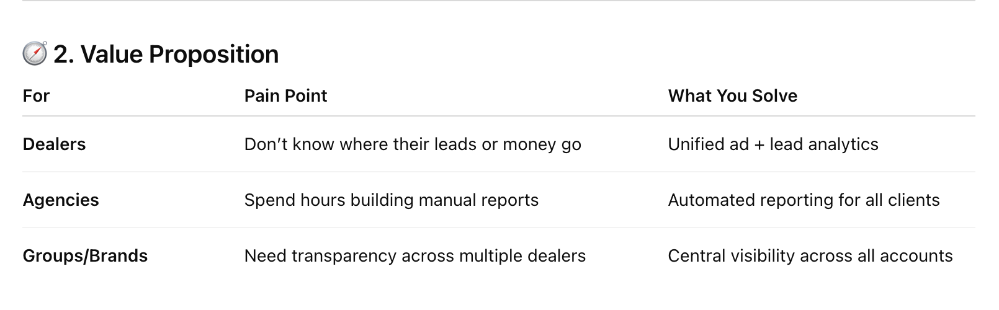 🧭 2. Value Proposition
For Pain Point What You Solve
Dealers Don’t know where their leads or money go Unified ad + lead analytics
Agencies Spend hours building manual reports Automated reporting for all clients
Groups/Brands Need transparency across multiple dealers Central visibility across all accounts